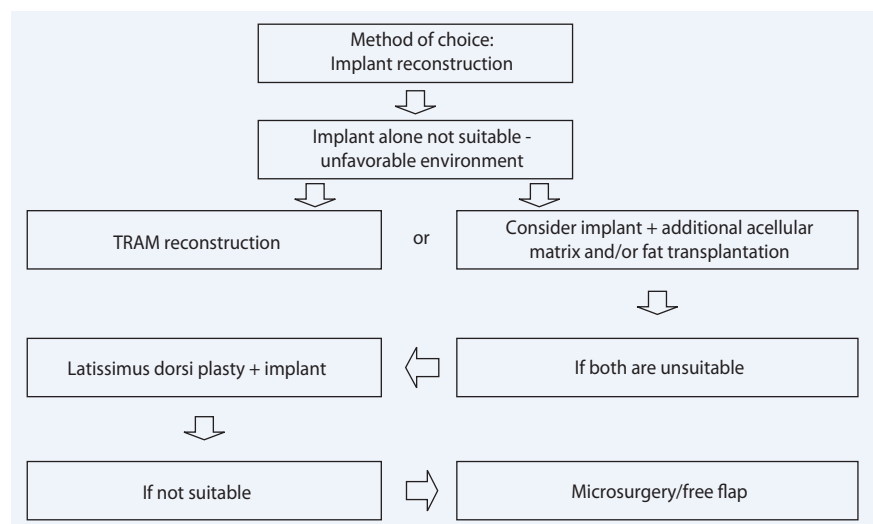 Method of choice:
Implant reconstruction
Implant alone not suitable -
unfavorable environment
TRAM reconstruction
or
Consider implant + additional acellular
matrix and/or fat transplantation
Latissimus dorsi plasty + implant
If both are unsuitable
If not suitable
Microsurgery/free flap